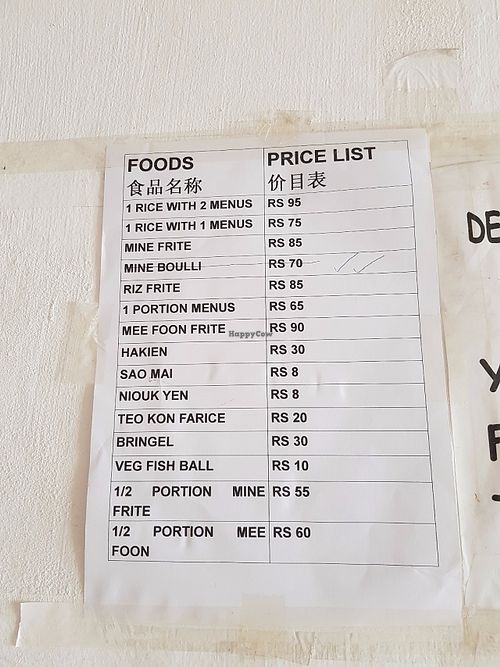 FOODS PRICE LIST
食品名称 价目表
1 RICE WITH 2 MENUS RS 95
1 RICE WITH 1 MENUS RS 75
MINE FRITE RS 85
MINE BOULLI RS 70
RIZ FRITE RS 85
1 PORTION MENUS RS 65
MEE FOON FRITE RS 90
HAKIEN RS 30
SAO MAI RS 8
NIOUK YEN RS 8
TEO KON FARICE RS 20
BRINGEL RS 30
VEG FISH BALL RS 10
1/2 PORTION MINE RS 55
FRITE
1/2 PORTION MEE RS 60
FOON
HappyCow
DE
Y
F